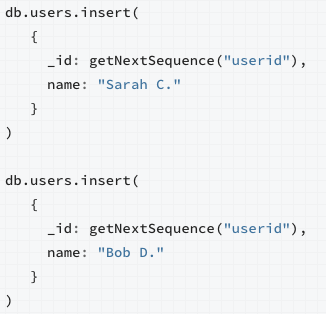 db.users.insert(
   {
     _id: getNextSequence("userid"),
     name: "Sarah C."
   }
)

db.users.insert(
   {
     _id: getNextSequence("userid"),
     name: "Bob D."
   }
)